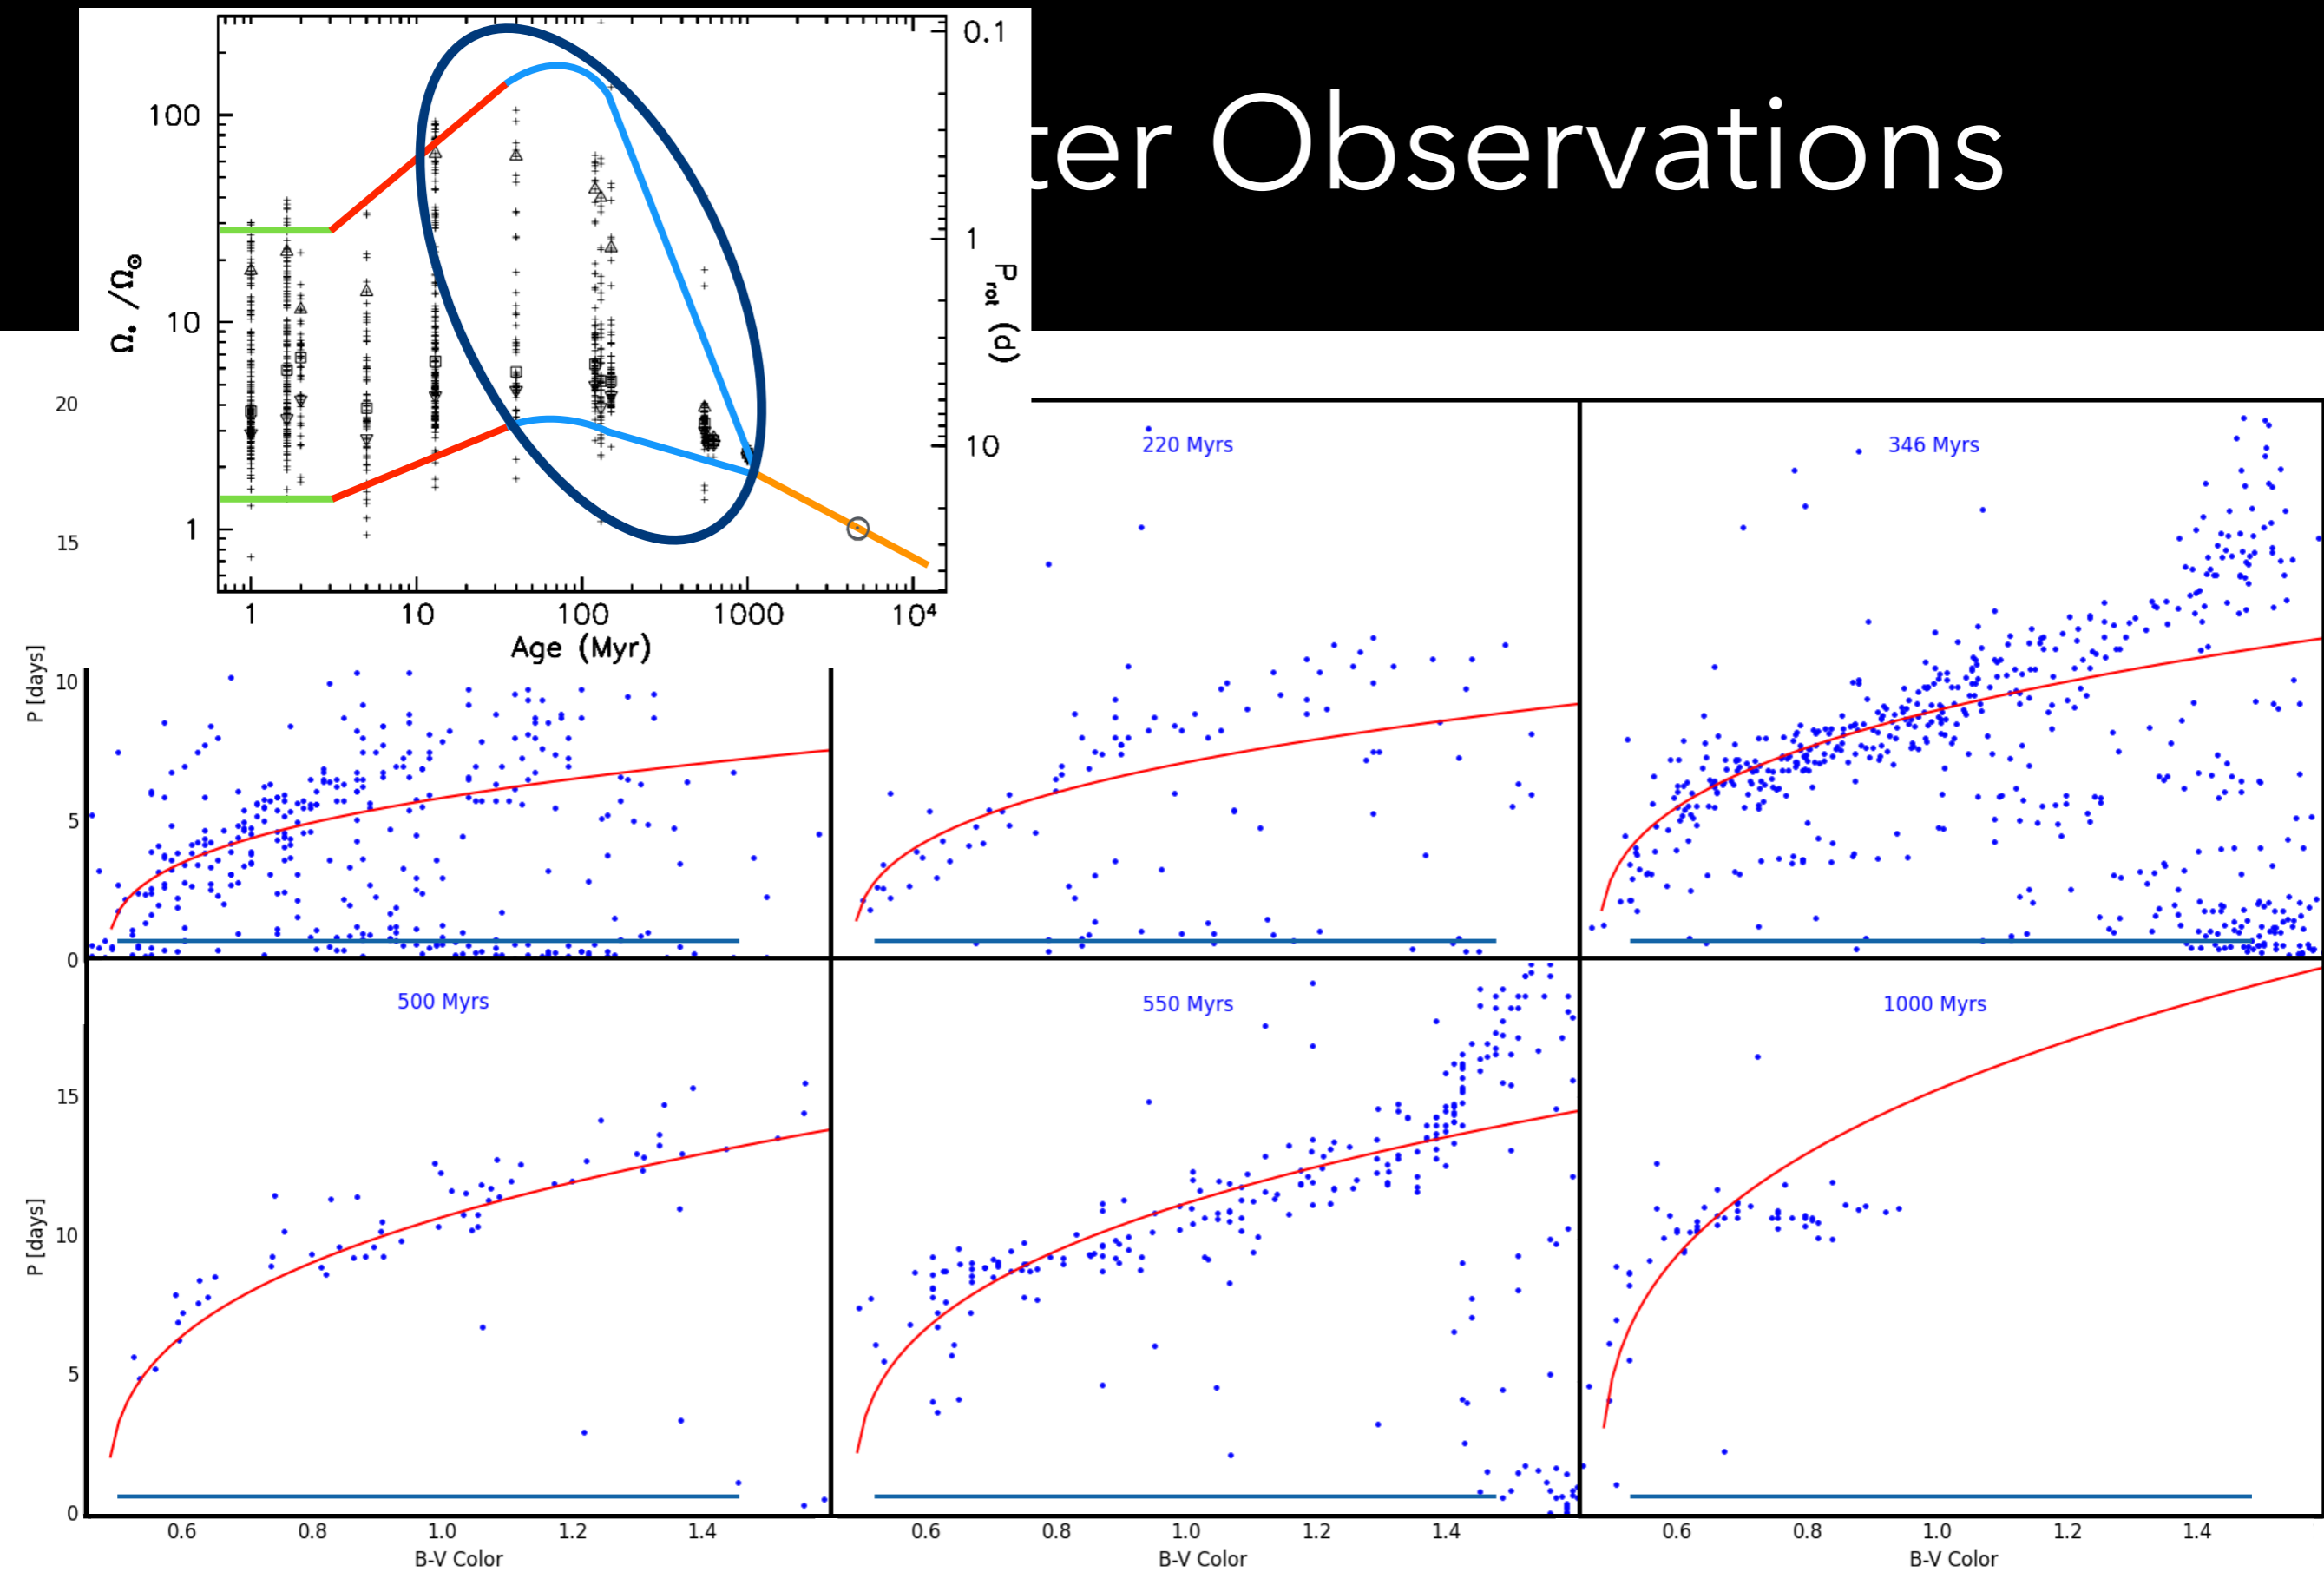 ter Observations
0.1
100
1
Ω* /Ω⊙
P rot (d)
10
10
1
1
10
100
1000
10⁴
Age (Myr)
20
15
10
5
0
P [days]
220 Myrs
346 Myrs
500 Myrs
550 Myrs
1000 Myrs
15
10
5
0
P [days]
0.6
0.8
1.0
1.2
1.4
0.6
0.8
1.0
1.2
1.4
0.6
0.8
1.0
1.2
1.4
B-V Color
B-V Color
B-V Color